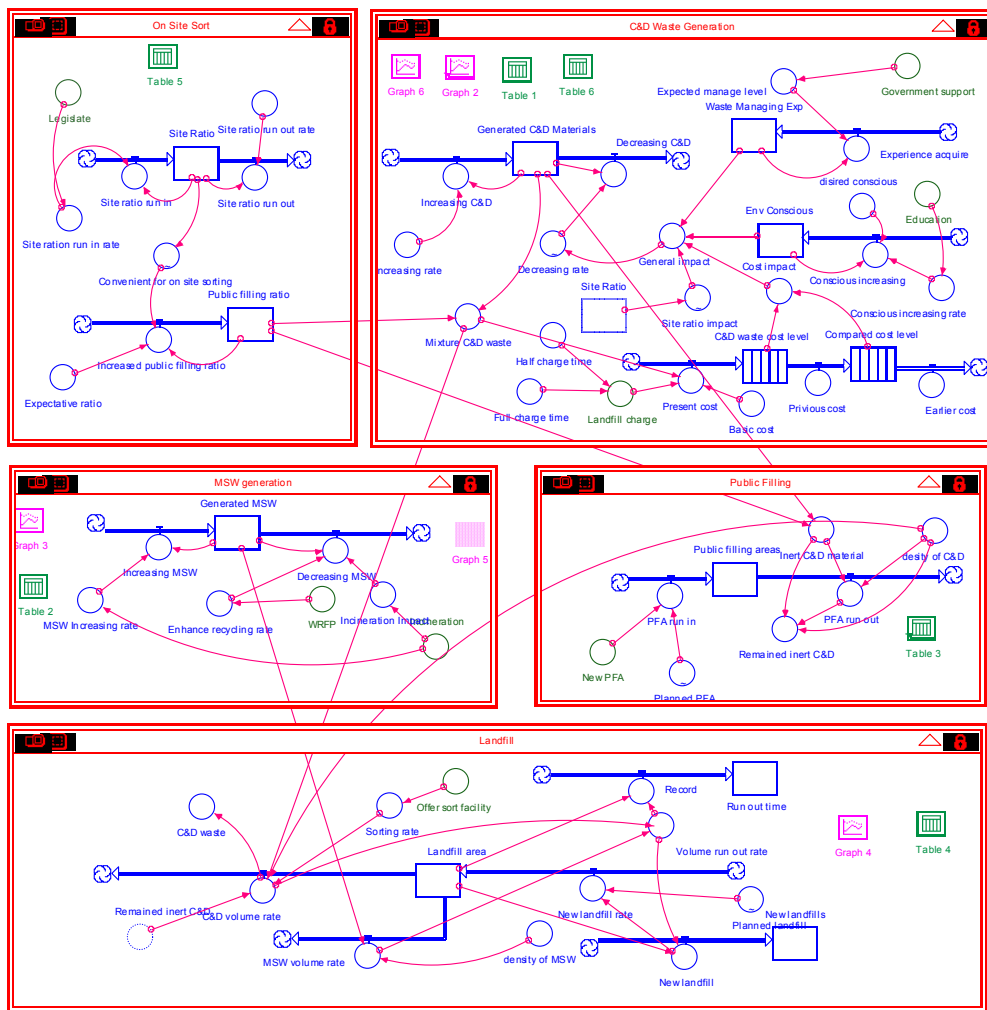 On Site Sort
Table 5
Legislate
Site Ratio
Site ratio run out rate
Site ratio run in
Site ratio run out
Site ration run in rate
Convenient for on site sorting
Public filling ratio
Increased public filling ratio
Expectative ratio
C&D Waste Generation
Graph 6
Graph 2
Table 1
Table 6
Expected manage level
Government support
Waste Managing Exp
Generated C&D Materials
Decreasing C&D
Experience acquire
disired conscious
Increasing C&D
Env Conscious
Education
ncreasing rate
Decreasing rate
General impact
Cost impact
Conscious increasing
Site Ratio
Conscious increasing rate
Site ratio impact
Mixture C&D waste
C&D waste cost level
Compared cost level
Half charge time
Full charge time
Landfill charge
Present cost
Basic cost
Privious cost
Earlier cost
MSW generation
Generated MSW
Graph 3
Graph 5
Increasing MSW
Decreasing MSW
Table 2
MSW Increasing rate
Enhance recycling rate
WRFP
Incineration Impact
Incineration
Public Filling
Public filling areas
Inert C&D material
desity of C&D
PFA run in
PFA run out
Remained inert C&D
Table 3
New PFA
Planned PFA
Landfill
Record
Run out time
Offer sort facility
C&D waste
Sorting rate
Landfill area
Volume run out rate
Graph 4
Table 4
Remained inert C&D
C&D volume rate
New landfill rate
New landfills
Planned landfill
MSW volume rate
density of MSW
New landfill